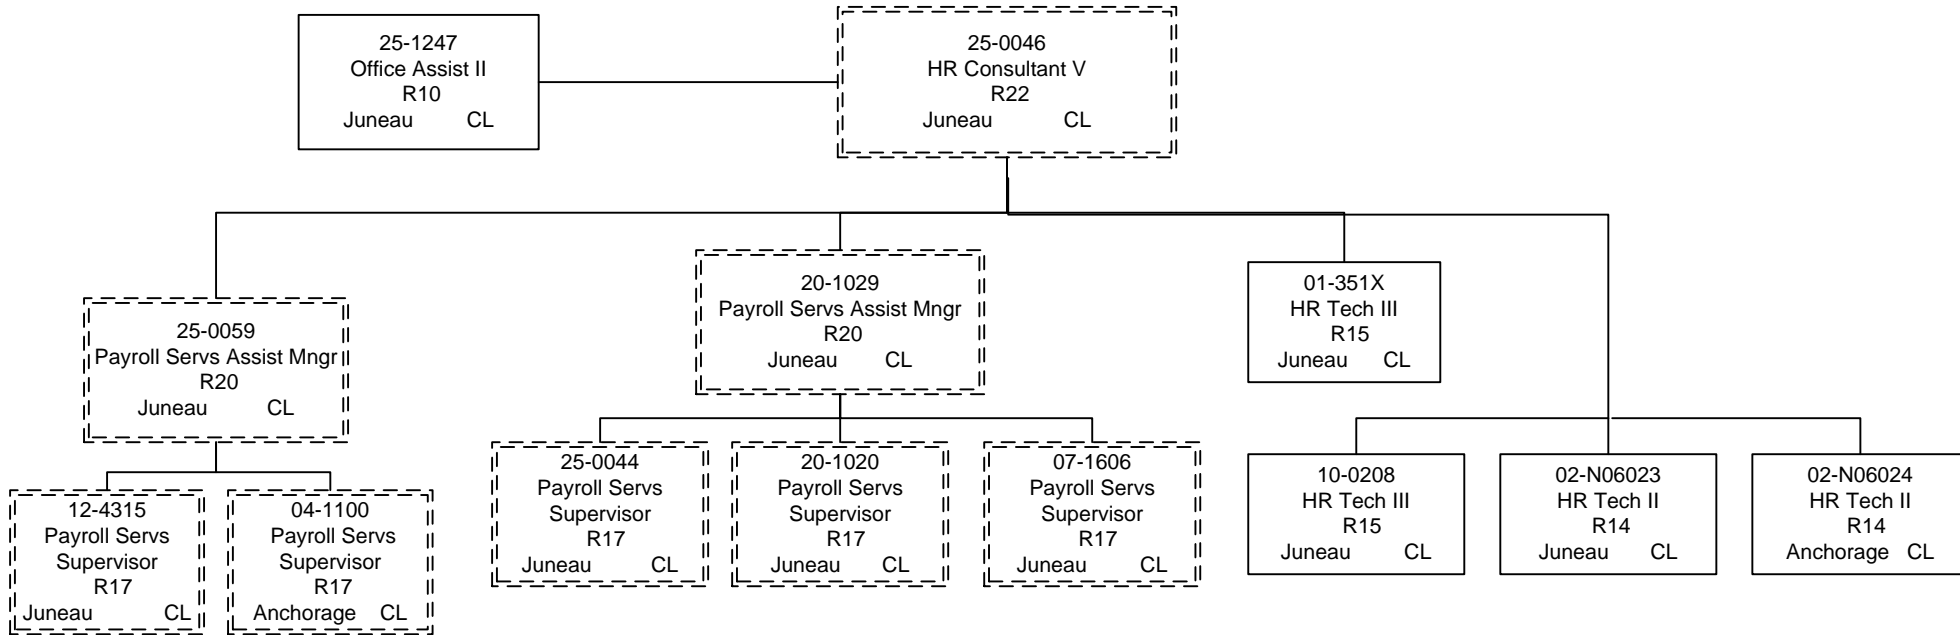 25-1247
Office Assist II
R10
Juneau CL
25-0046
HR Consultant V
R22
Juneau CL
25-0059
Payroll Servs Assist Mngr
R20
Juneau CL
20-1029
Payroll Servs Assist Mngr
R20
Juneau CL
01-351X
HR Tech III
R15
Juneau CL
12-4315
Payroll Servs
Supervisor
R17
Juneau CL
04-1100
Payroll Servs
Supervisor
R17
Anchorage CL
25-0044
Payroll Servs
Supervisor
R17
Juneau CL
20-1020
Payroll Servs
Supervisor
R17
Juneau CL
07-1606
Payroll Servs
Supervisor
R17
Juneau CL
10-0208
HR Tech III
R15
Juneau CL
02-N06023
HR Tech II
R14
Juneau CL
02-N06024
HR Tech II
R14
Anchorage CL